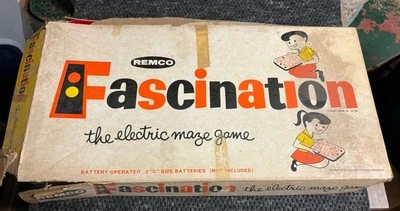 REMCO
Fascination
the electric maze game
BATTERY OPERATED 2 "C" SIZE BATTERIES (NOT INCLUDED)
Fascination the electric maze game
Fascination